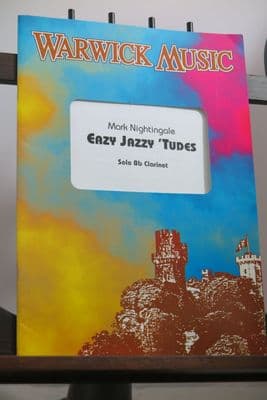 WARWICK MUSIC
Mark Nightingale
EAZY JAZZY 'TUDES
Solo Bb Clarinet